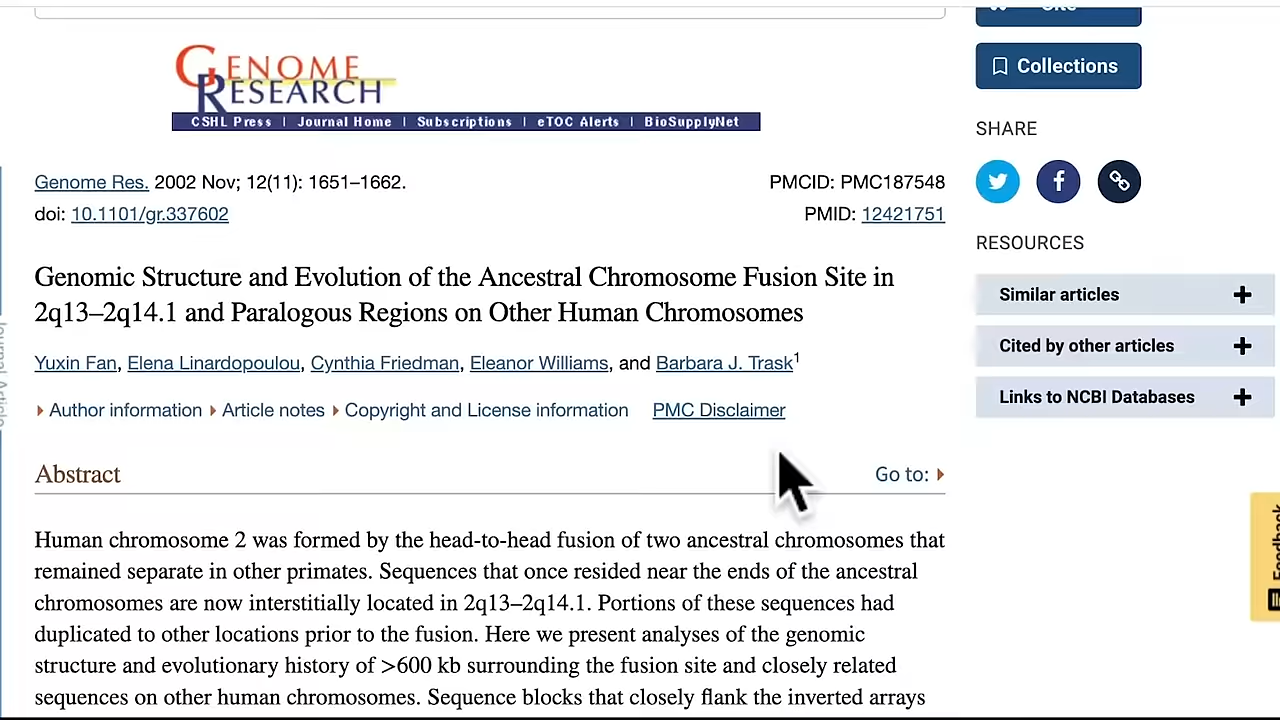 Site
Collections
GENOME
RESEARCH
CSHL Press | Journal Home | Subscriptions | eTOC Alerts | BioSupplyNet
SHARE
Genome Res. 2002 Nov; 12(11): 1651–1662.
PMCID: PMC187548
doi: 10.1101/gr.337602
PMID: 12421751
RESOURCES
Genomic Structure and Evolution of the Ancestral Chromosome Fusion Site in
2q13–2q14.1 and Paralogous Regions on Other Human Chromosomes
Similar articles
Cited by other articles
Links to NCBI Databases
Yuxin Fan, Elena Linardopoulou, Cynthia Friedman, Eleanor Williams, and Barbara J. Trask1
Author information Article notes Copyright and License information PMC Disclaimer
Journal Article
Abstract
Go to:
Feedback
Human chromosome 2 was formed by the head-to-head fusion of two ancestral chromosomes that
remained separate in other primates. Sequences that once resided near the ends of the ancestral
chromosomes are now interstitially located in 2q13–2q14.1. Portions of these sequences had
duplicated to other locations prior to the fusion. Here we present analyses of the genomic
structure and evolutionary history of >600 kb surrounding the fusion site and closely related
sequences on other human chromosomes. Sequence blocks that closely flank the inverted arrays